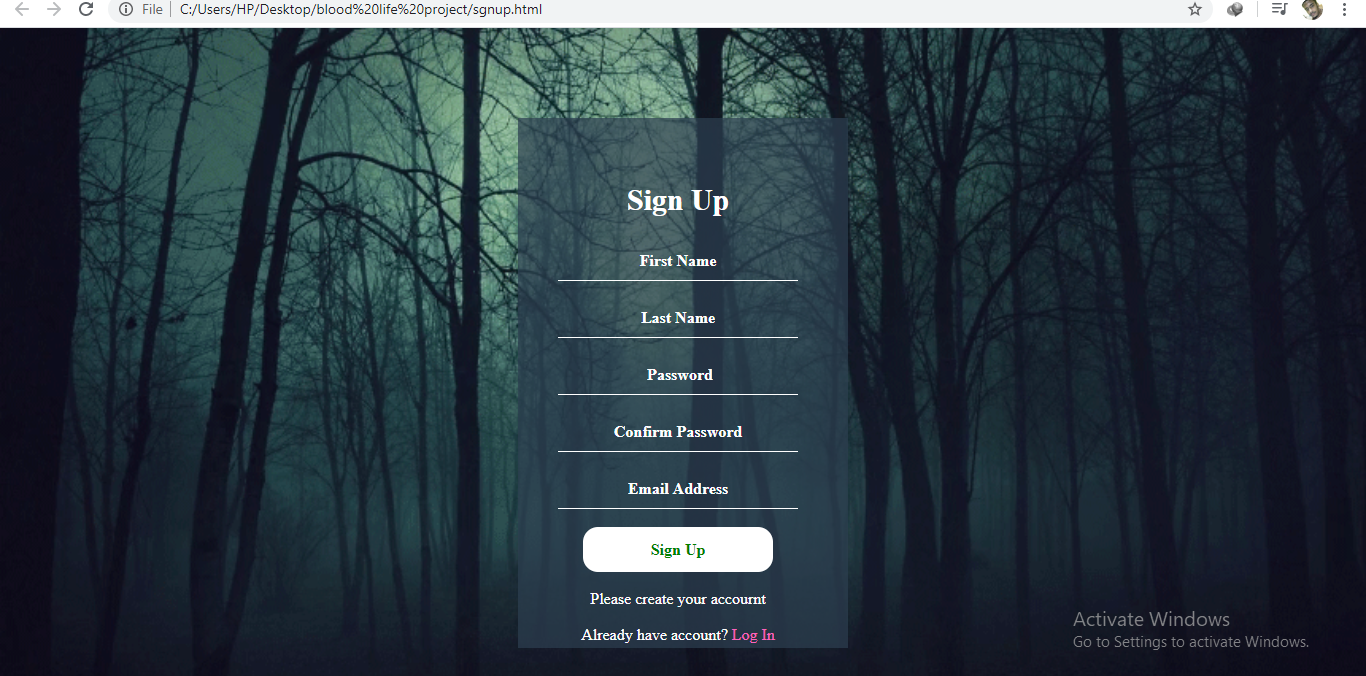 File | C:/Users/HP/Desktop/blood%20life%20project/sgnup.html
Sign Up
First Name
Last Name
Password
Confirm Password
Email Address
Sign Up
Please create your accournt
Already have account? Log In
Activate Windows
Go to Settings to activate Windows.